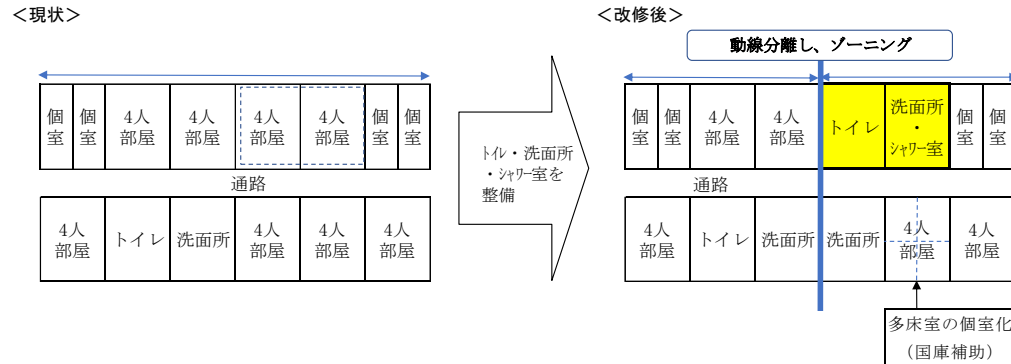 ＜現状＞
個室
個室
4人部屋
4人部屋
4人部屋
4人部屋
個室
個室
通路
4人部屋
トイレ
洗面所
4人部屋
4人部屋
4人部屋
ﾄｲﾚ・洗面所
・ｼｬﾜｰ室を
整備
＜改修後＞
動線分離し、ゾーニング
個室
個室
4人部屋
4人部屋
トイレ
洗面所
・
ｼｬﾜｰ室
個室
個室
通路
4人部屋
トイレ
洗面所
洗面所
4人部屋
4人部屋
多床室の個室化
（国庫補助）